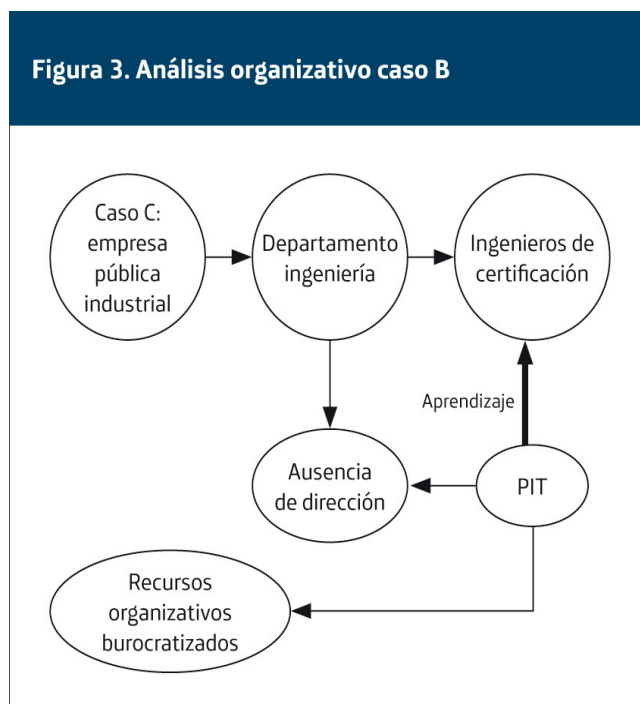 Figura 3. Análisis organizativo caso B
Caso C:
empresa
pública
industrial
Departamento
ingeniería
Ingenieros de
certificación
Aprendizaje
Ausencia
de dirección
PIT
Recursos
organizativos
burocratizados